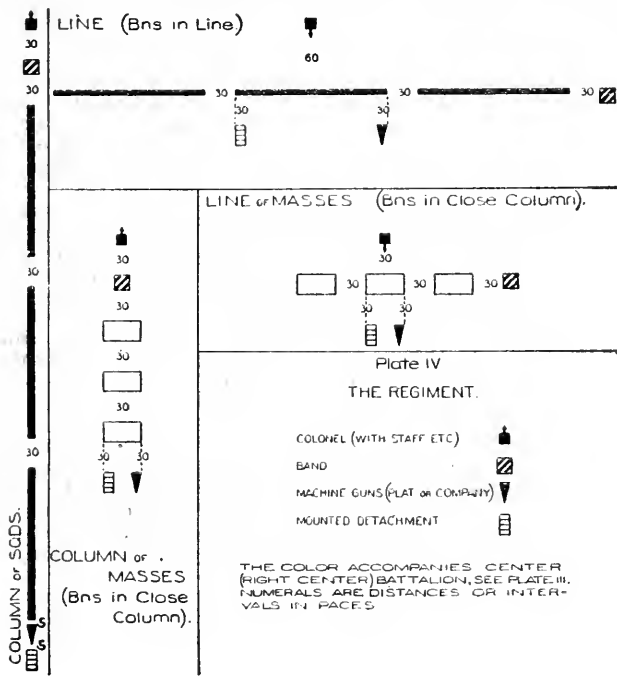 LINE (Bns in Line.)
30
30
60
30
30
30
30
30
30
30
COLUMN OF SQDS.
S
S
LINE OF MASSES (Bns in Close Column).
30
30
30
30
30
30
30
30
30
30
30
30
COLUMN OF
MASSES
(Bns in Close
Column).
Plate IV
THE REGIMENT.
COLONEL (WITH STAFF ETC)
BAND
MACHINE GUNS (PLAT OR COMPANY)
MOUNTED DETACHMENT
THE COLOR ACCOMPANIES CENTER
(RIGHT CENTER) BATTALION, SEE PLATE III.
NUMERALS ARE DISTANCES OR INTER-
VALS IN PACES